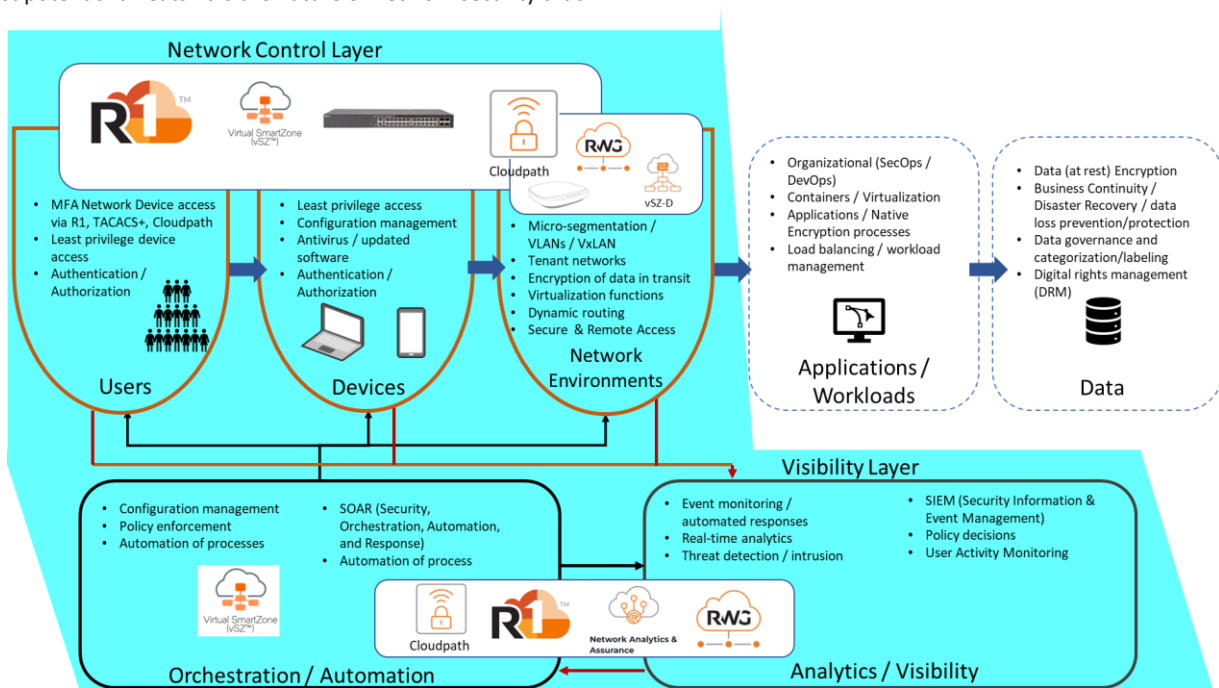 Network Control Layer
R1™
Virtual SmartZone
(vSZ™)
Cloudpath
RWG
vSZ-D
• MFA Network Device access
via R1, TACACS+, Cloudpath
• Least privilege device
access
• Authentication /
Authorization
Users
• Least privilege access
• Configuration management
• Antivirus / updated
software
• Authentication /
Authorization
Devices
• Micro-segmentation /
VLANs / VxLAN
• Tenant networks
• Encryption of data in transit
• Virtualization functions
• Dynamic routing
• Secure & Remote Access
Network
Environments
• Organizational (SecOps /
DevOps)
• Containers / Virtualization
• Applications / Native
Encryption processes
• Load balancing / workload
management
Applications /
Workloads
• Data (at rest) Encryption
• Business Continuity /
Disaster Recovery / data
loss prevention/protection
• Data governance and
categorization/labeling
• Digital rights management
(DRM)
Data
Visibility Layer
• Configuration management
• Policy enforcement
• Automation of processes
• SOAR (Security,
Orchestration, Automation,
and Response)
• Automation of process
Virtual SmartZone
(vSZ™)
Orchestration / Automation
• Event monitoring /
automated responses
• Real-time analytics
• Threat detection / intrusion
• SIEM (Security Information &
Event Management)
• Policy decisions
• User Activity Monitoring
Cloudpath
R1™
Network Analytics &
Assurance
RWG
Analytics / Visibility